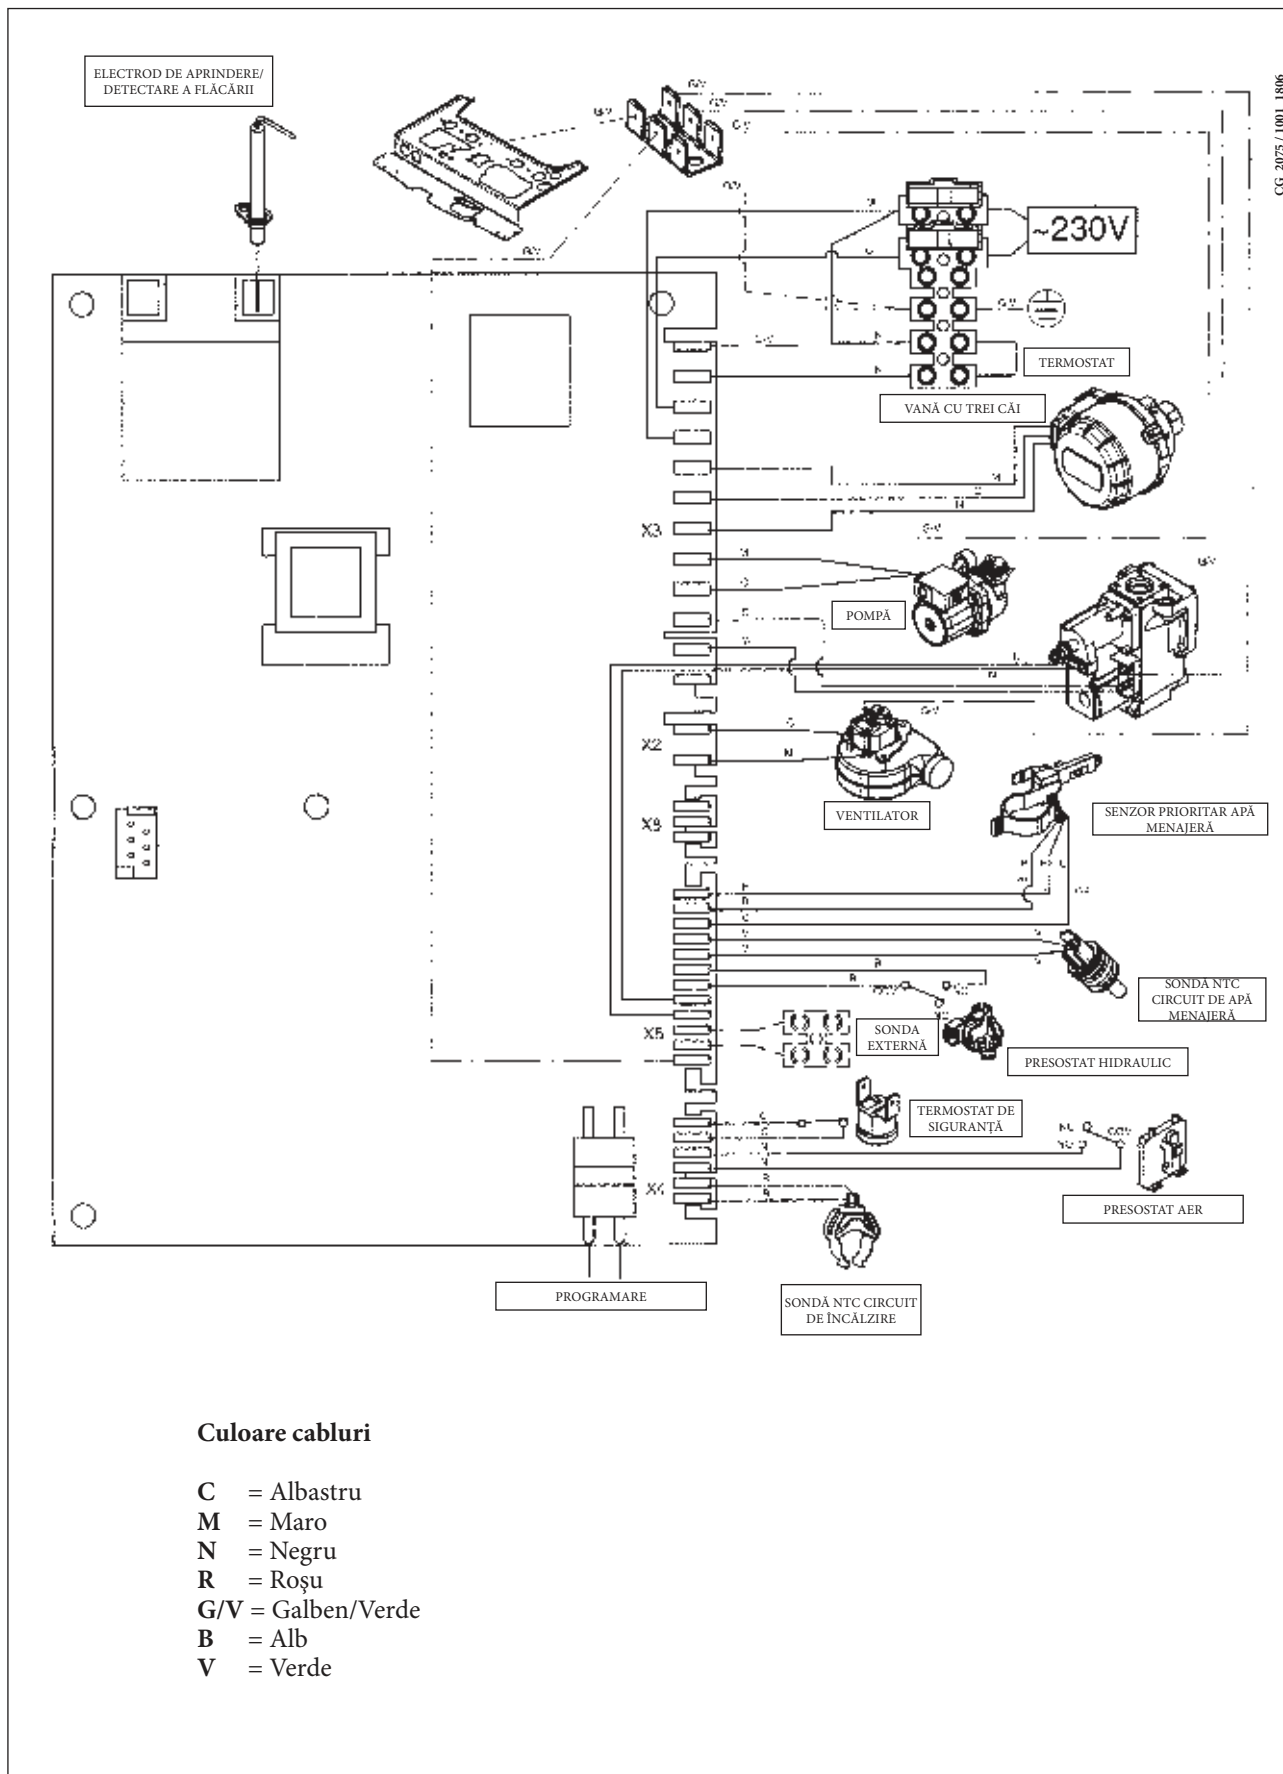 ELECTROD DE APRINDERE/
DETECTARE A FLĂCĂRII
CG_2075 / 1001_1806
G/V
G/V
G/V
G/V
G/V
~230V
G/V
N
N
TERMOSTAT
VANĂ CU TREI CĂI
M
N
X3
G-V
M
POMPĂ
N
G-V
X2
N
VENTILATOR
SENZOR PRIORITAR APĂ
MENAJERĂ
R
SONDĂ NTC
CIRCUIT DE APĂ
MENAJERĂ
X5
SONDA
EXTERNĂ
PRESOSTAT HIDRAULIC
TERMOSTAT DE
SIGURANȚĂ
X4
PRESOSTAT AER
PROGRAMARE
SONDĂ NTC CIRCUIT
DE ÎNCĂLZIRE
Culoare cabluri
C = Albastru
M = Maro
N = Negru
R = Roșu
G/V = Galben/Verde
B = Alb
V = Verde